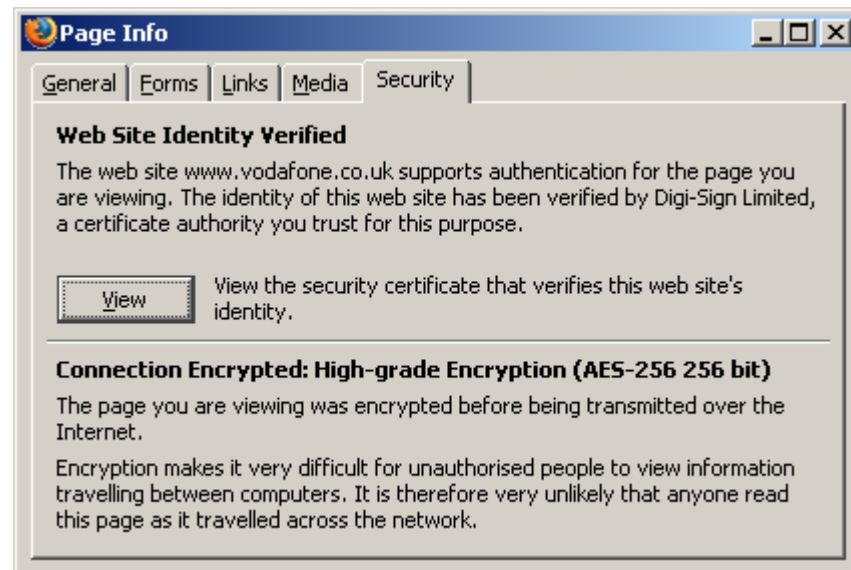 Page Info
General Forms Links Media Security
Web Site Identity Verified
The web site www.vodafone.co.uk supports authentication for the page you
are viewing. The identity of this web site has been verified by Digi-Sign Limited,
a certificate authority you trust for this purpose.
View
View the security certificate that verifies this web site's
identity.
Connection Encrypted: High-grade Encryption (AES-256 256 bit)
The page you are viewing was encrypted before being transmitted over the
Internet.
Encryption makes it very difficult for unauthorised people to view information
travelling between computers. It is therefore very unlikely that anyone read
this page as it travelled across the network.